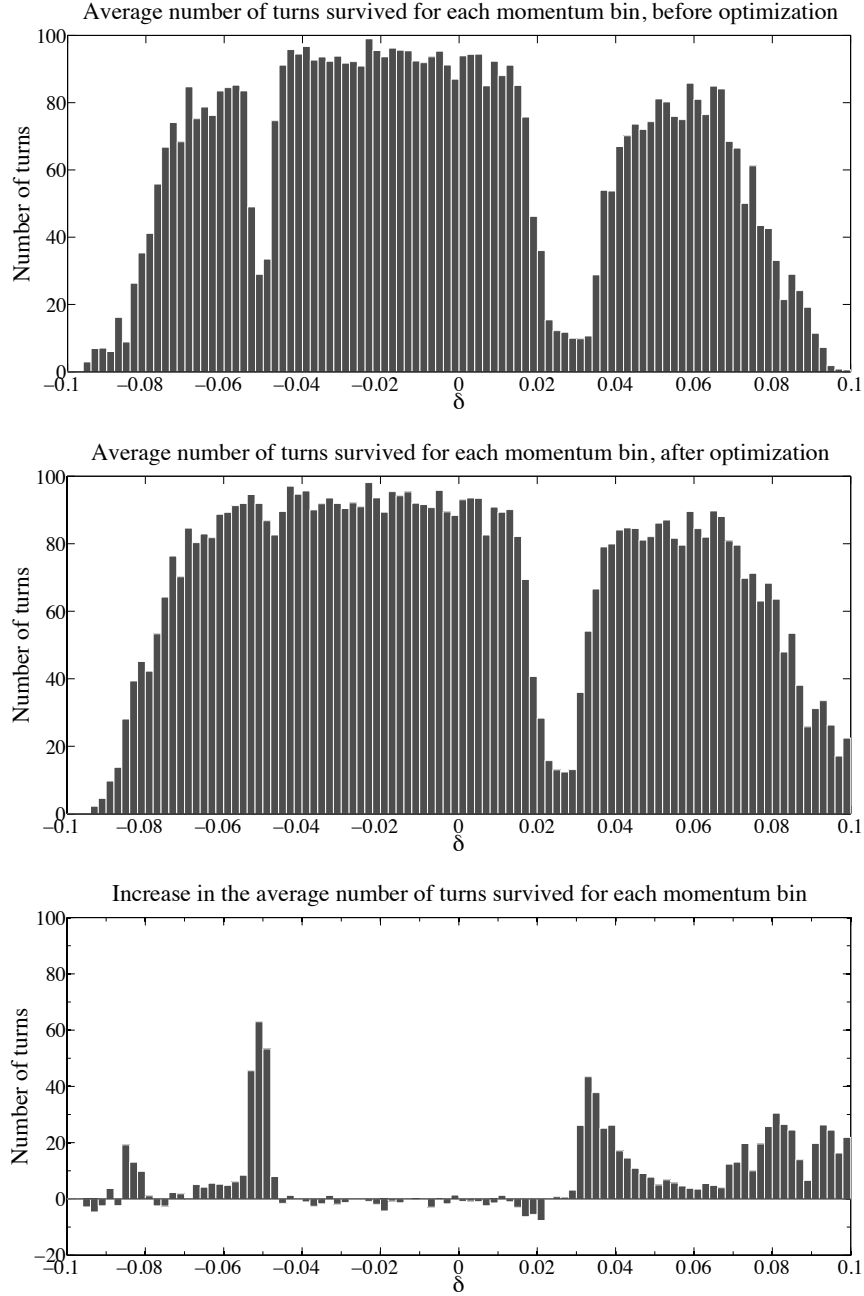 Average number of turns survived for each momentum bin, before optimization
100
80
60
40
20
0
Number of turns
−0.1 −0.08 −0.06 −0.04 −0.02 0 0.02 0.04 0.06 0.08 0.1
δ
Average number of turns survived for each momentum bin, after optimization
100
80
60
40
20
0
Number of turns
−0.1 −0.08 −0.06 −0.04 −0.02 0 0.02 0.04 0.06 0.08 0.1
δ
Increase in the average number of turns survived for each momentum bin
100
80
60
40
20
0
−20
Number of turns
−0.1 −0.08 −0.06 −0.04 −0.02 0 0.02 0.04 0.06 0.08 0.1
δ